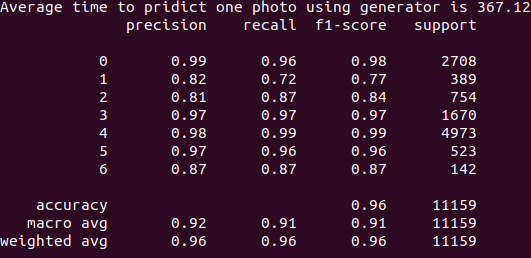 Average time to pridict one photo using generator is 367.12
precision recall f1-score support
0 0.99 0.96 0.98 2708
1 0.82 0.72 0.77 389
2 0.81 0.87 0.84 754
3 0.97 0.97 0.97 1670
4 0.98 0.99 0.99 4973
5 0.97 0.96 0.96 523
6 0.87 0.87 0.87 142
accuracy 0.96 11159
macro avg 0.92 0.91 0.91 11159
weighted avg 0.96 0.96 0.96 11159